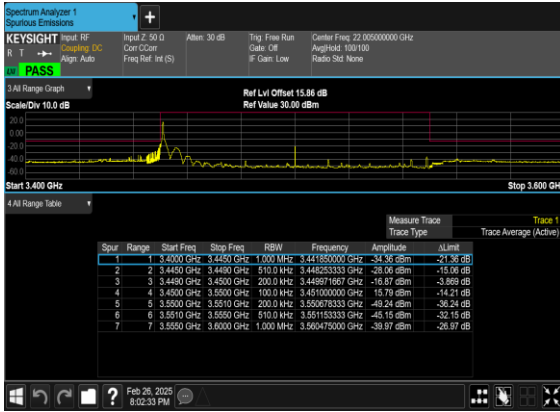 Spectrum Analyzer 1
Spurious Emissions
KEYSIGHT Input: RF Input Z: 50 Ω Atten: 30 dB Trig: Free Run Center Freq: 22.005000000 GHz
R T Coupling: DC Corr CCorr Gate: Off Avg|Hold: 100/100
Align: Auto Freq Ref: Int (S) IF Gain: Low Radio Std: None
PASS
3 All Range Graph
Ref Lvl Offset 15.86 dB
Scale/Div 10.0 dB Ref Value 30.00 dBm
20.0
0.00
-20.0
-40.0
-60.0
Start 3.400 GHz Stop 3.600 GH
4 All Range Table
Measure Trace Trace 1
Trace Type Trace Average (Active)
Spur Range Start Freq Stop Freq RBW Frequency Amplitude ΔLimit
1 1 3.4000 GHz 3.4450 GHz 1.000 MHz 3.441850000 GHz -34.36 dBm -21.36 dB
2 2 3.4450 GHz 3.4490 GHz 510.0 kHz 3.448253333 GHz -28.06 dBm -15.06 dB
3 3 3.4490 GHz 3.4500 GHz 200.0 kHz 3.449971667 GHz -16.87 dBm -3.869 dB
4 4 3.4500 GHz 3.5500 GHz 100.0 kHz 3.451000000 GHz 15.79 dBm -14.21 dB
5 5 3.5500 GHz 3.5510 GHz 200.0 kHz 3.550678333 GHz -49.24 dBm -36.24 dB
6 6 3.5510 GHz 3.5550 GHz 510.0 kHz 3.551153333 GHz -45.15 dBm -32.15 dB
7 7 3.5550 GHz 3.6000 GHz 1.000 MHz 3.560475000 GHz -39.97 dBm -26.97 dB
Feb 26, 2025
8:02:33 PM